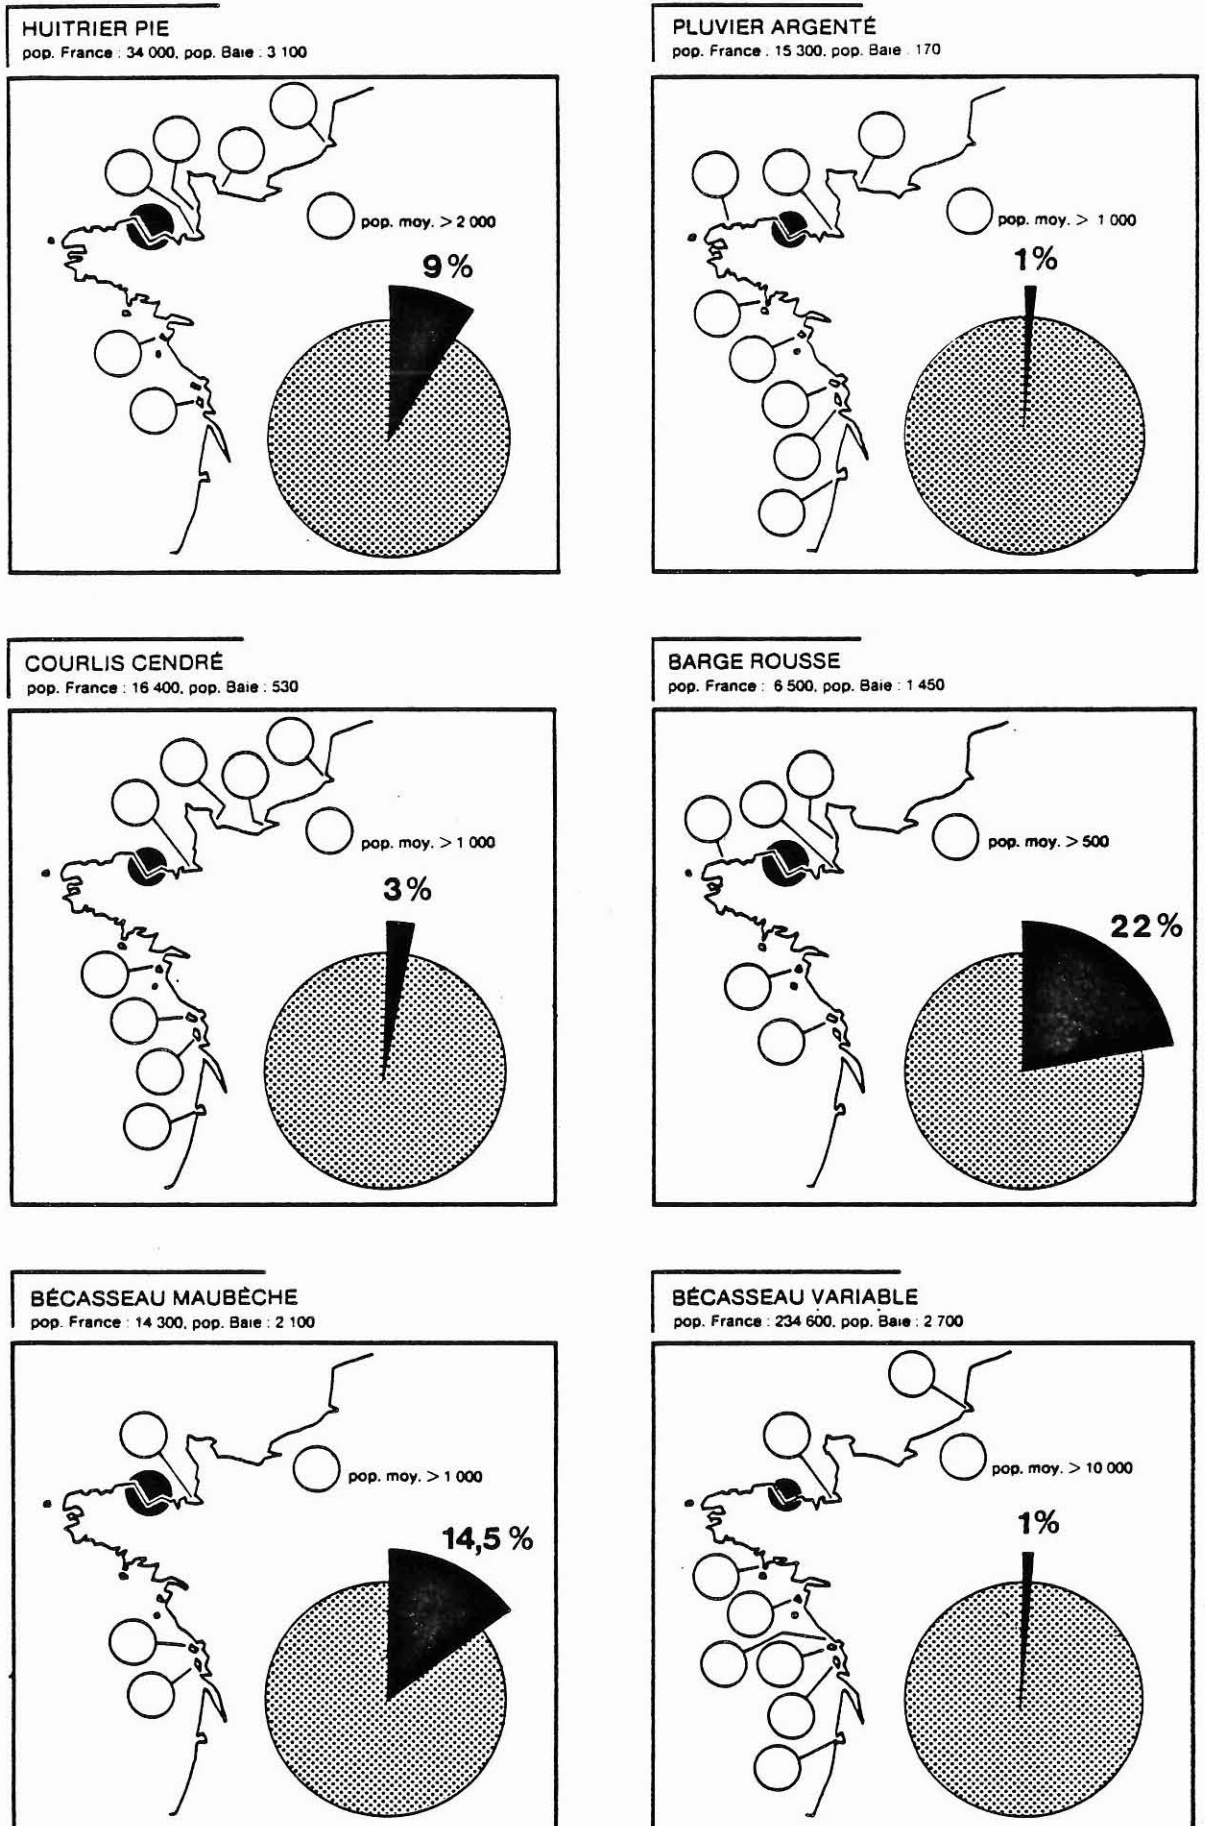 HUITRIER PIE
pop. France : 34 000, pop. Baie : 3 100
pop. moy. > 2 000
9%
PLUVIER ARGENTÉ
pop. France : 15 300. pop. Baie : 170
pop. moy. > 1 000
1%
COURLIS CENDRÉ
pop. France : 16 400. pop. Baie : 530
pop. moy. > 1 000
3%
BARGE ROUSSE
pop. France : 6 500, pop. Baie : 1 450
pop. moy. > 500
22%
BÉCASSEAU MAUBÈCHE
pop. France : 14 300, pop. Baie : 2 100
pop. moy. > 1 000
14,5 %
BÉCASSEAU VARIABLE
pop. France : 234 600. pop. Baie : 2 700
pop. moy. > 10 000
1%